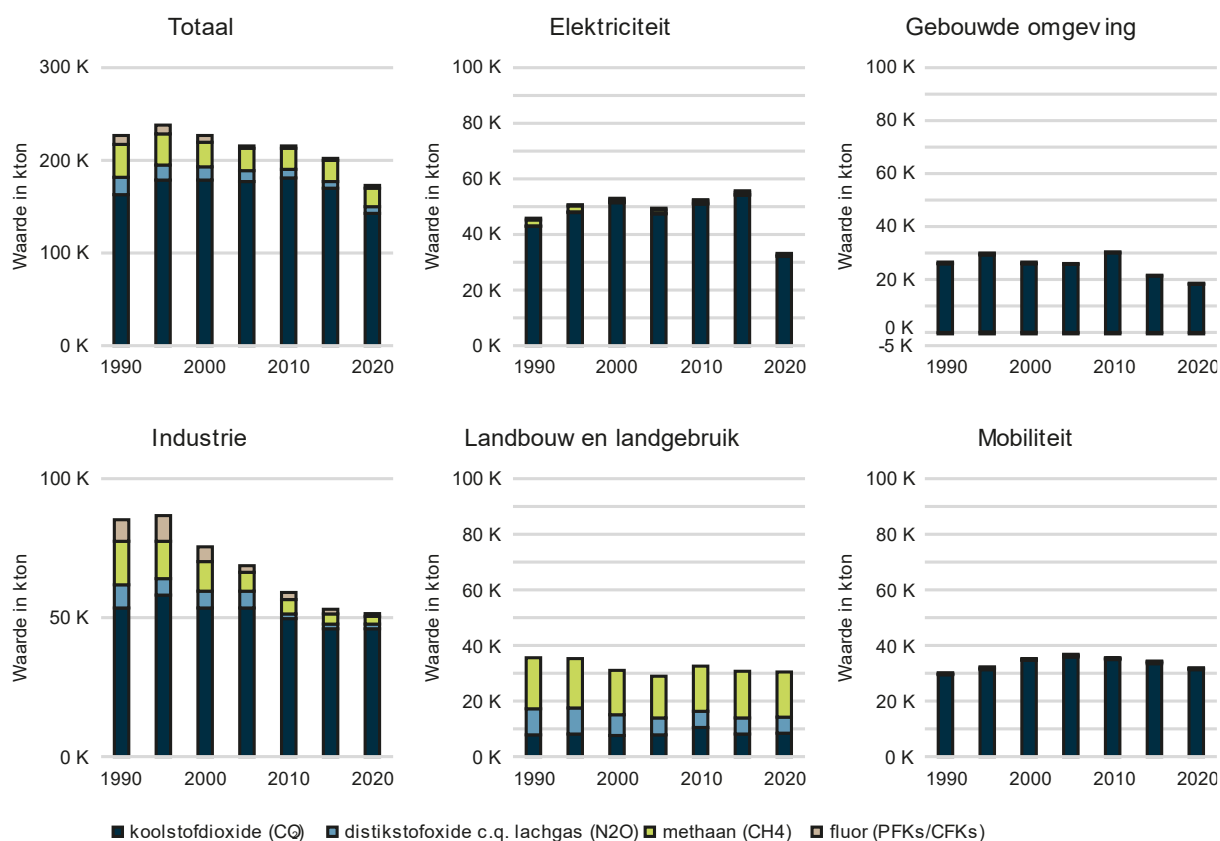 Totaal
300 K
200 K
100 K
0 K
Waarde in kton
1990 2000 2010 2020
Elektriciteit
100 K
80 K
60 K
40 K
20 K
0 K
Waarde in kton
1990 2000 2010 2020
Gebouwde omgeving
100 K
80 K
60 K
40 K
20 K
0 K
-5 K
Waarde in kton
1990 2000 2010 2020
Industrie
100 K
50 K
0 K
Waarde in kton
1990 2000 2010 2020
Landbouw en landgebruik
100 K
80 K
60 K
40 K
20 K
0 K
Waarde in kton
1990 2000 2010 2020
Mobiliteit
100 K
80 K
60 K
40 K
20 K
0 K
Waarde in kton
1990 2000 2010 2020
koolstofdioxide (CO₂) distikstofoxide c.q. lachgas (N2O) methaan (CH4) fluor (PFKs/CFKs)